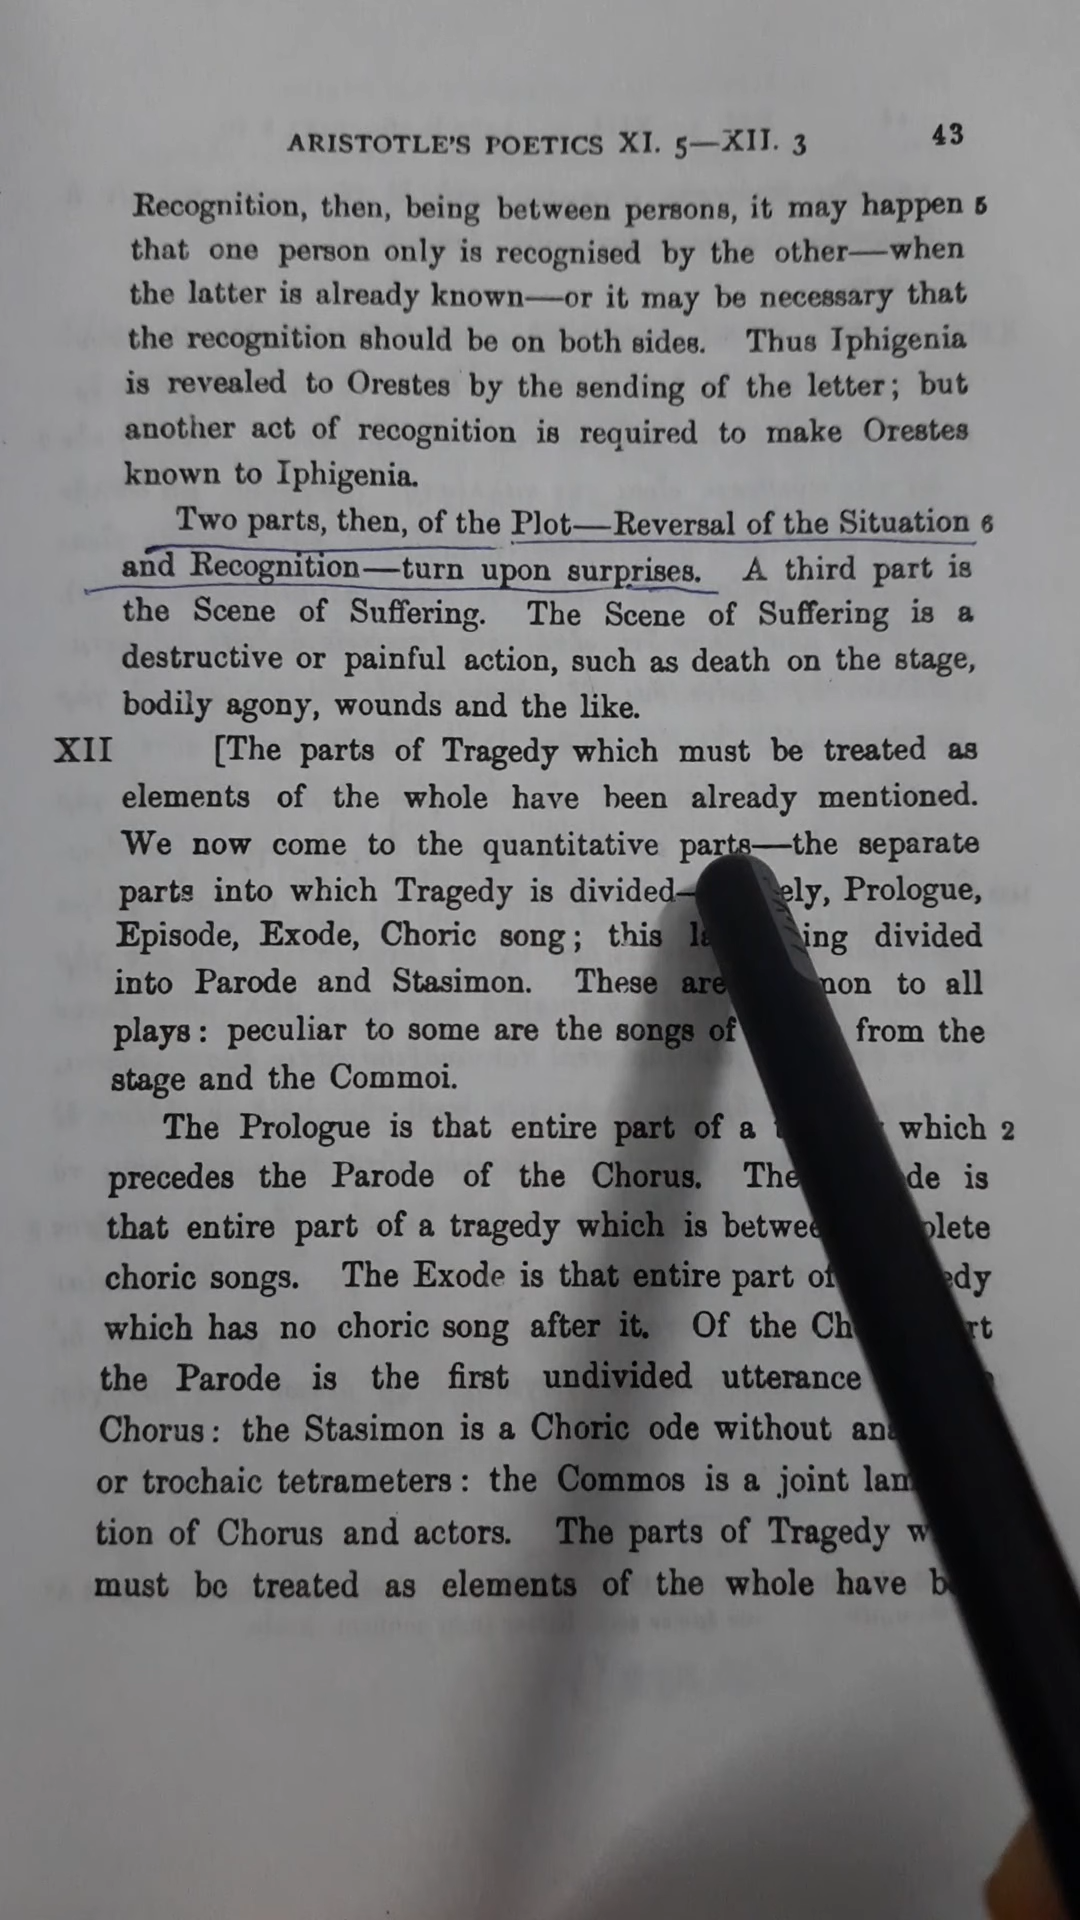 ARISTOTLE'S POETICS XI. 5—XII. 3 43
Recognition, then, being between persons, it may happen 5
that one person only is recognised by the other—when
the latter is already known—or it may be necessary that
the recognition should be on both sides. Thus Iphigenia
is revealed to Orestes by the sending of the letter; but
another act of recognition is required to make Orestes
known to Iphigenia.
Two parts, then, of the Plot—Reversal of the Situation 6
and Recognition—turn upon surprises. A third part is
the Scene of Suffering. The Scene of Suffering is a
destructive or painful action, such as death on the stage,
bodily agony, wounds and the like.
XII [The parts of Tragedy which must be treated as
elements of the whole have been already mentioned.
We now come to the quantitative parts—the separate
parts into which Tragedy is divided— Prologue,
Episode, Exode, Choric song; this divided
into Parode and Stasimon. These are to all
plays: peculiar to some are the songs of from the
stage and the Commoi.
The Prologue is that entire part of a which 2
precedes the Parode of the Chorus. The is
that entire part of a tragedy which is
choric songs. The Exode is that entire part of
which has no choric song after it. Of the
the Parode is the first undivided utterance
Chorus: the Stasimon is a Choric ode without
or trochaic tetrameters: the Commos is a joint
tion of Chorus and actors. The parts of Tragedy
must be treated as elements of the whole have